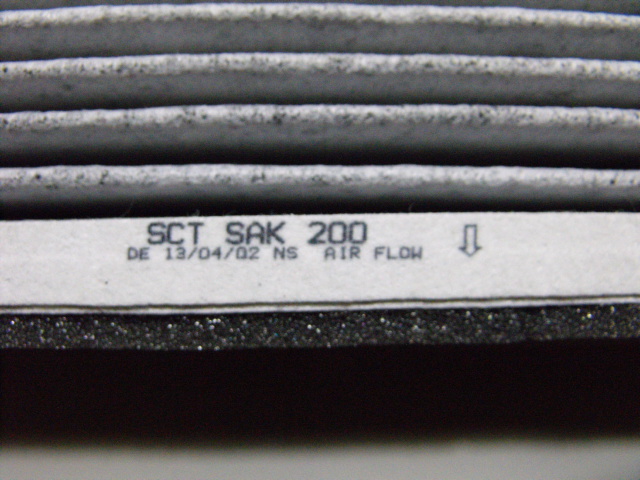 SCT SAK 200
DE 13/04/02 NS AIR FLOW